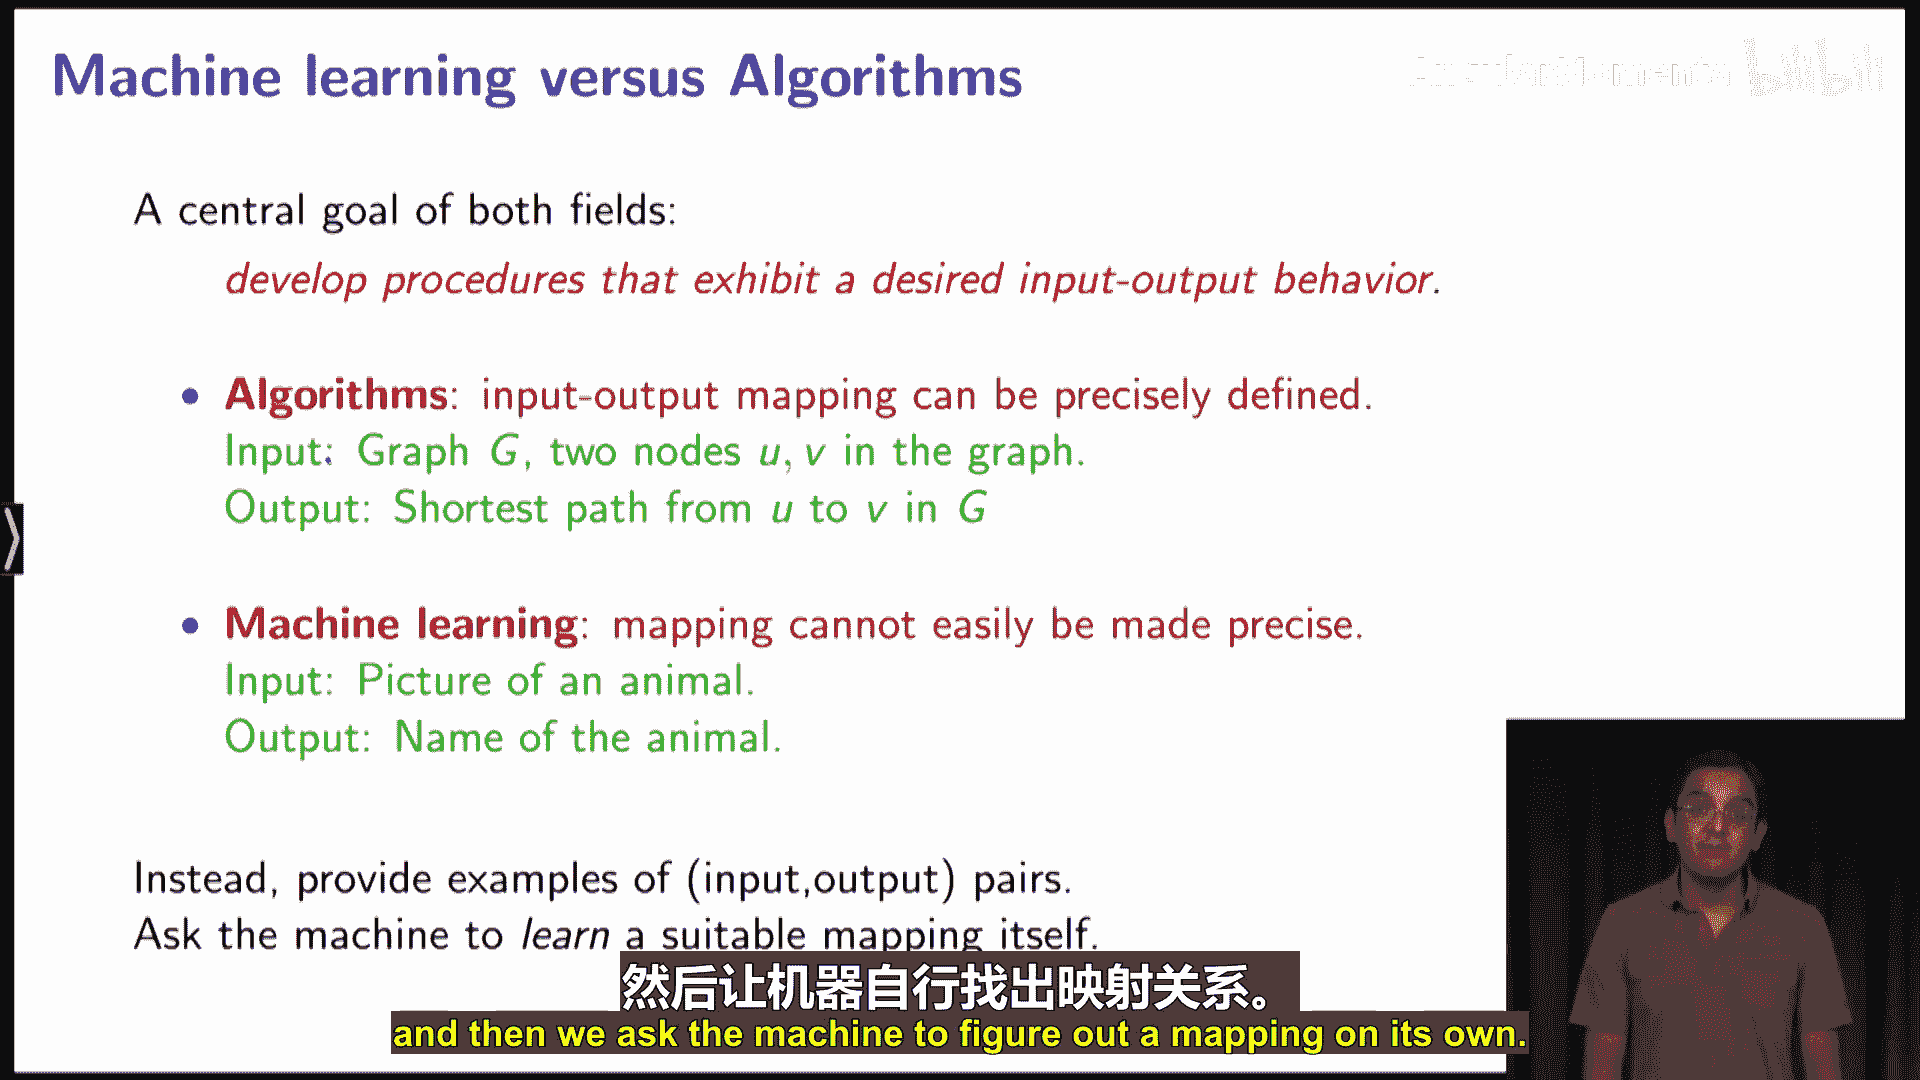 Machine learning versus Algorithms
bilibili
A central goal of both fields:
develop procedures that exhibit a desired input-output behavior.
• Algorithms: input-output mapping can be precisely defined.
Input: Graph G, two nodes u, v in the graph.
Output: Shortest path from u to v in G
• Machine learning: mapping cannot easily be made precise.
Input: Picture of an animal.
Output: Name of the animal.
Instead, provide examples of (input,output) pairs.
Ask the machine to learn a suitable mapping itself.
然后让机器自行找出映射关系。
and then we ask the machine to figure out a mapping on its own.